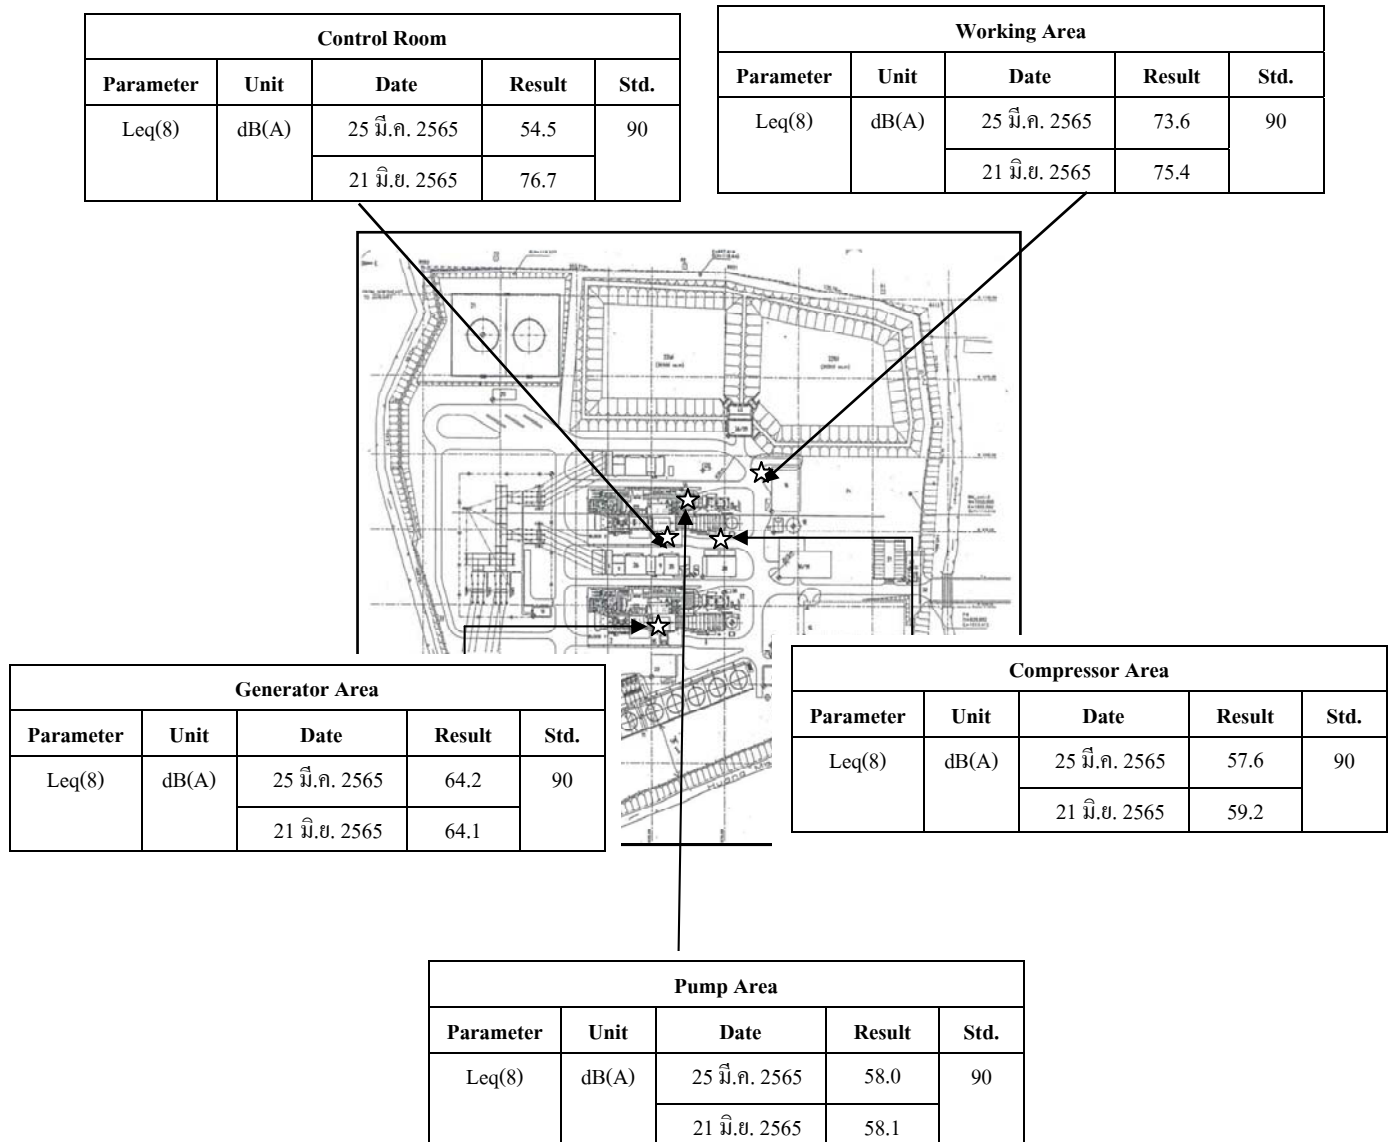 Control Room
Parameter Unit Date Result Std.
Leq(8) dB(A) 25 มี.ค. 2565 54.5 90
21 มิ.ย. 2565 76.7
Working Area
Parameter Unit Date Result Std.
Leq(8) dB(A) 25 มี.ค. 2565 73.6 90
21 มิ.ย. 2565 75.4
Generator Area
Parameter Unit Date Result Std.
Leq(8) dB(A) 25 มี.ค. 2565 64.2 90
21 มิ.ย. 2565 64.1
Compressor Area
Parameter Unit Date Result Std.
Leq(8) dB(A) 25 มี.ค. 2565 57.6 90
21 มิ.ย. 2565 59.2
Pump Area
Parameter Unit Date Result Std.
Leq(8) dB(A) 25 มี.ค. 2565 58.0 90
21 มิ.ย. 2565 58.1